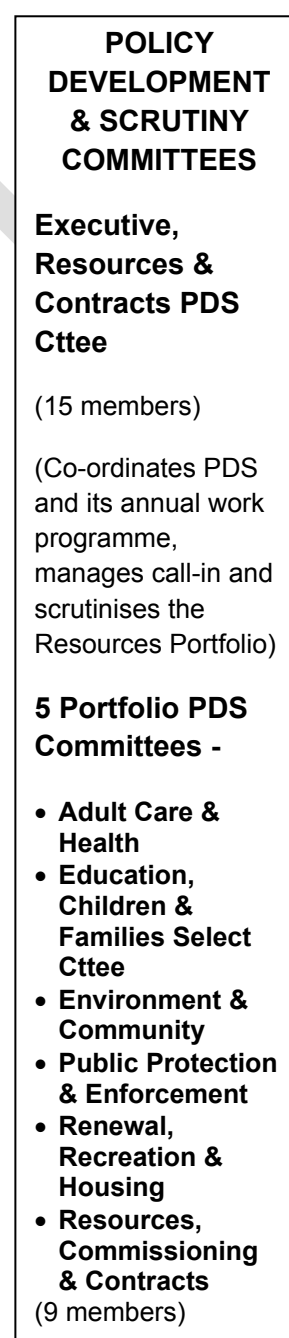 POLICY
DEVELOPMENT
& SCRUTINY
COMMITTEES
Executive,
Resources &
Contracts PDS
Cttee
(15 members)
(Co-ordinates PDS
and its annual work
programme,
manages call-in and
scrutinises the
Resources Portfolio)
5 Portfolio PDS
Committees -
• Adult Care &
Health
• Education,
Children &
Families Select
Cttee
• Environment &
Community
• Public Protection
& Enforcement
• Renewal,
Recreation &
Housing
• Resources,
Commissioning
& Contracts
(9 members)